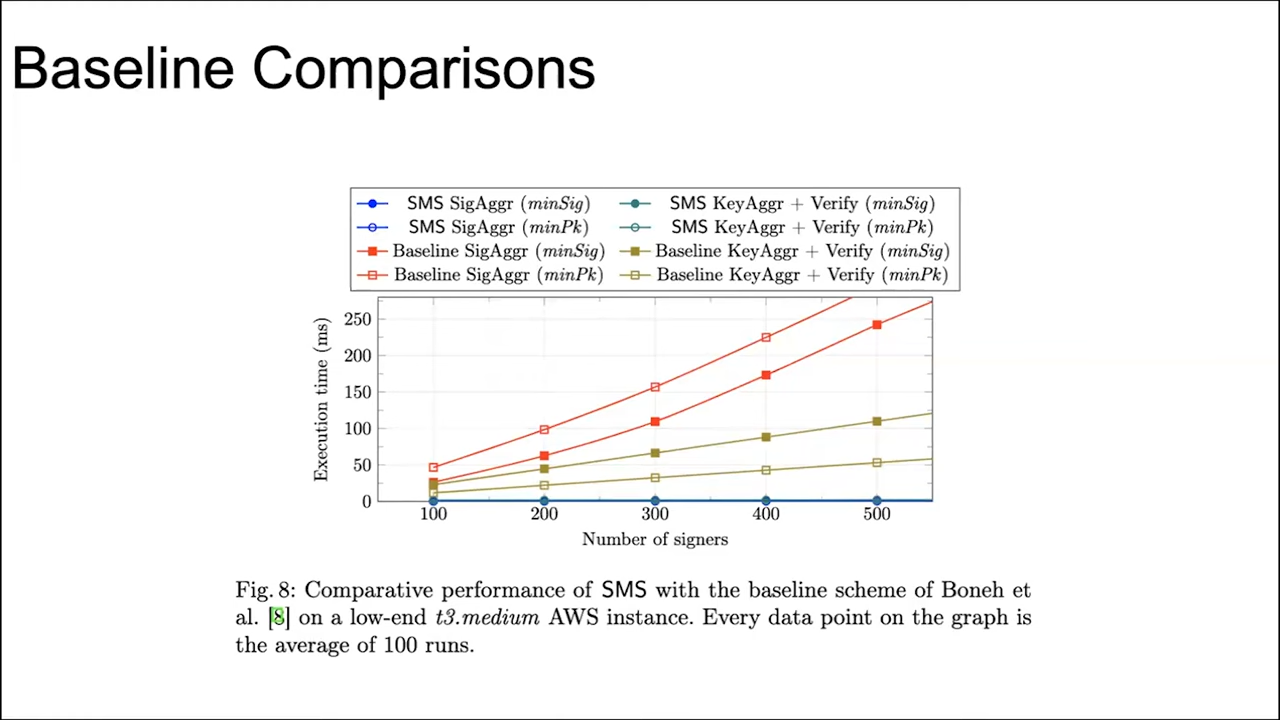 Baseline Comparisons
SMS SigAggr (minSig) SMS KeyAggr + Verify (minSig)
SMS SigAggr (minPk) SMS KeyAggr + Verify (minPk)
Baseline SigAggr (minSig) Baseline KeyAggr + Verify (minSig)
Baseline SigAggr (minPk) Baseline KeyAggr + Verify (minPk)
Execution time (ms)
250
200
150
100
50
0
100 200 300 400 500
Number of signers
Fig. 8: Comparative performance of SMS with the baseline scheme of Boneh et
al. [8] on a low-end t3.medium AWS instance. Every data point on the graph is
the average of 100 runs.